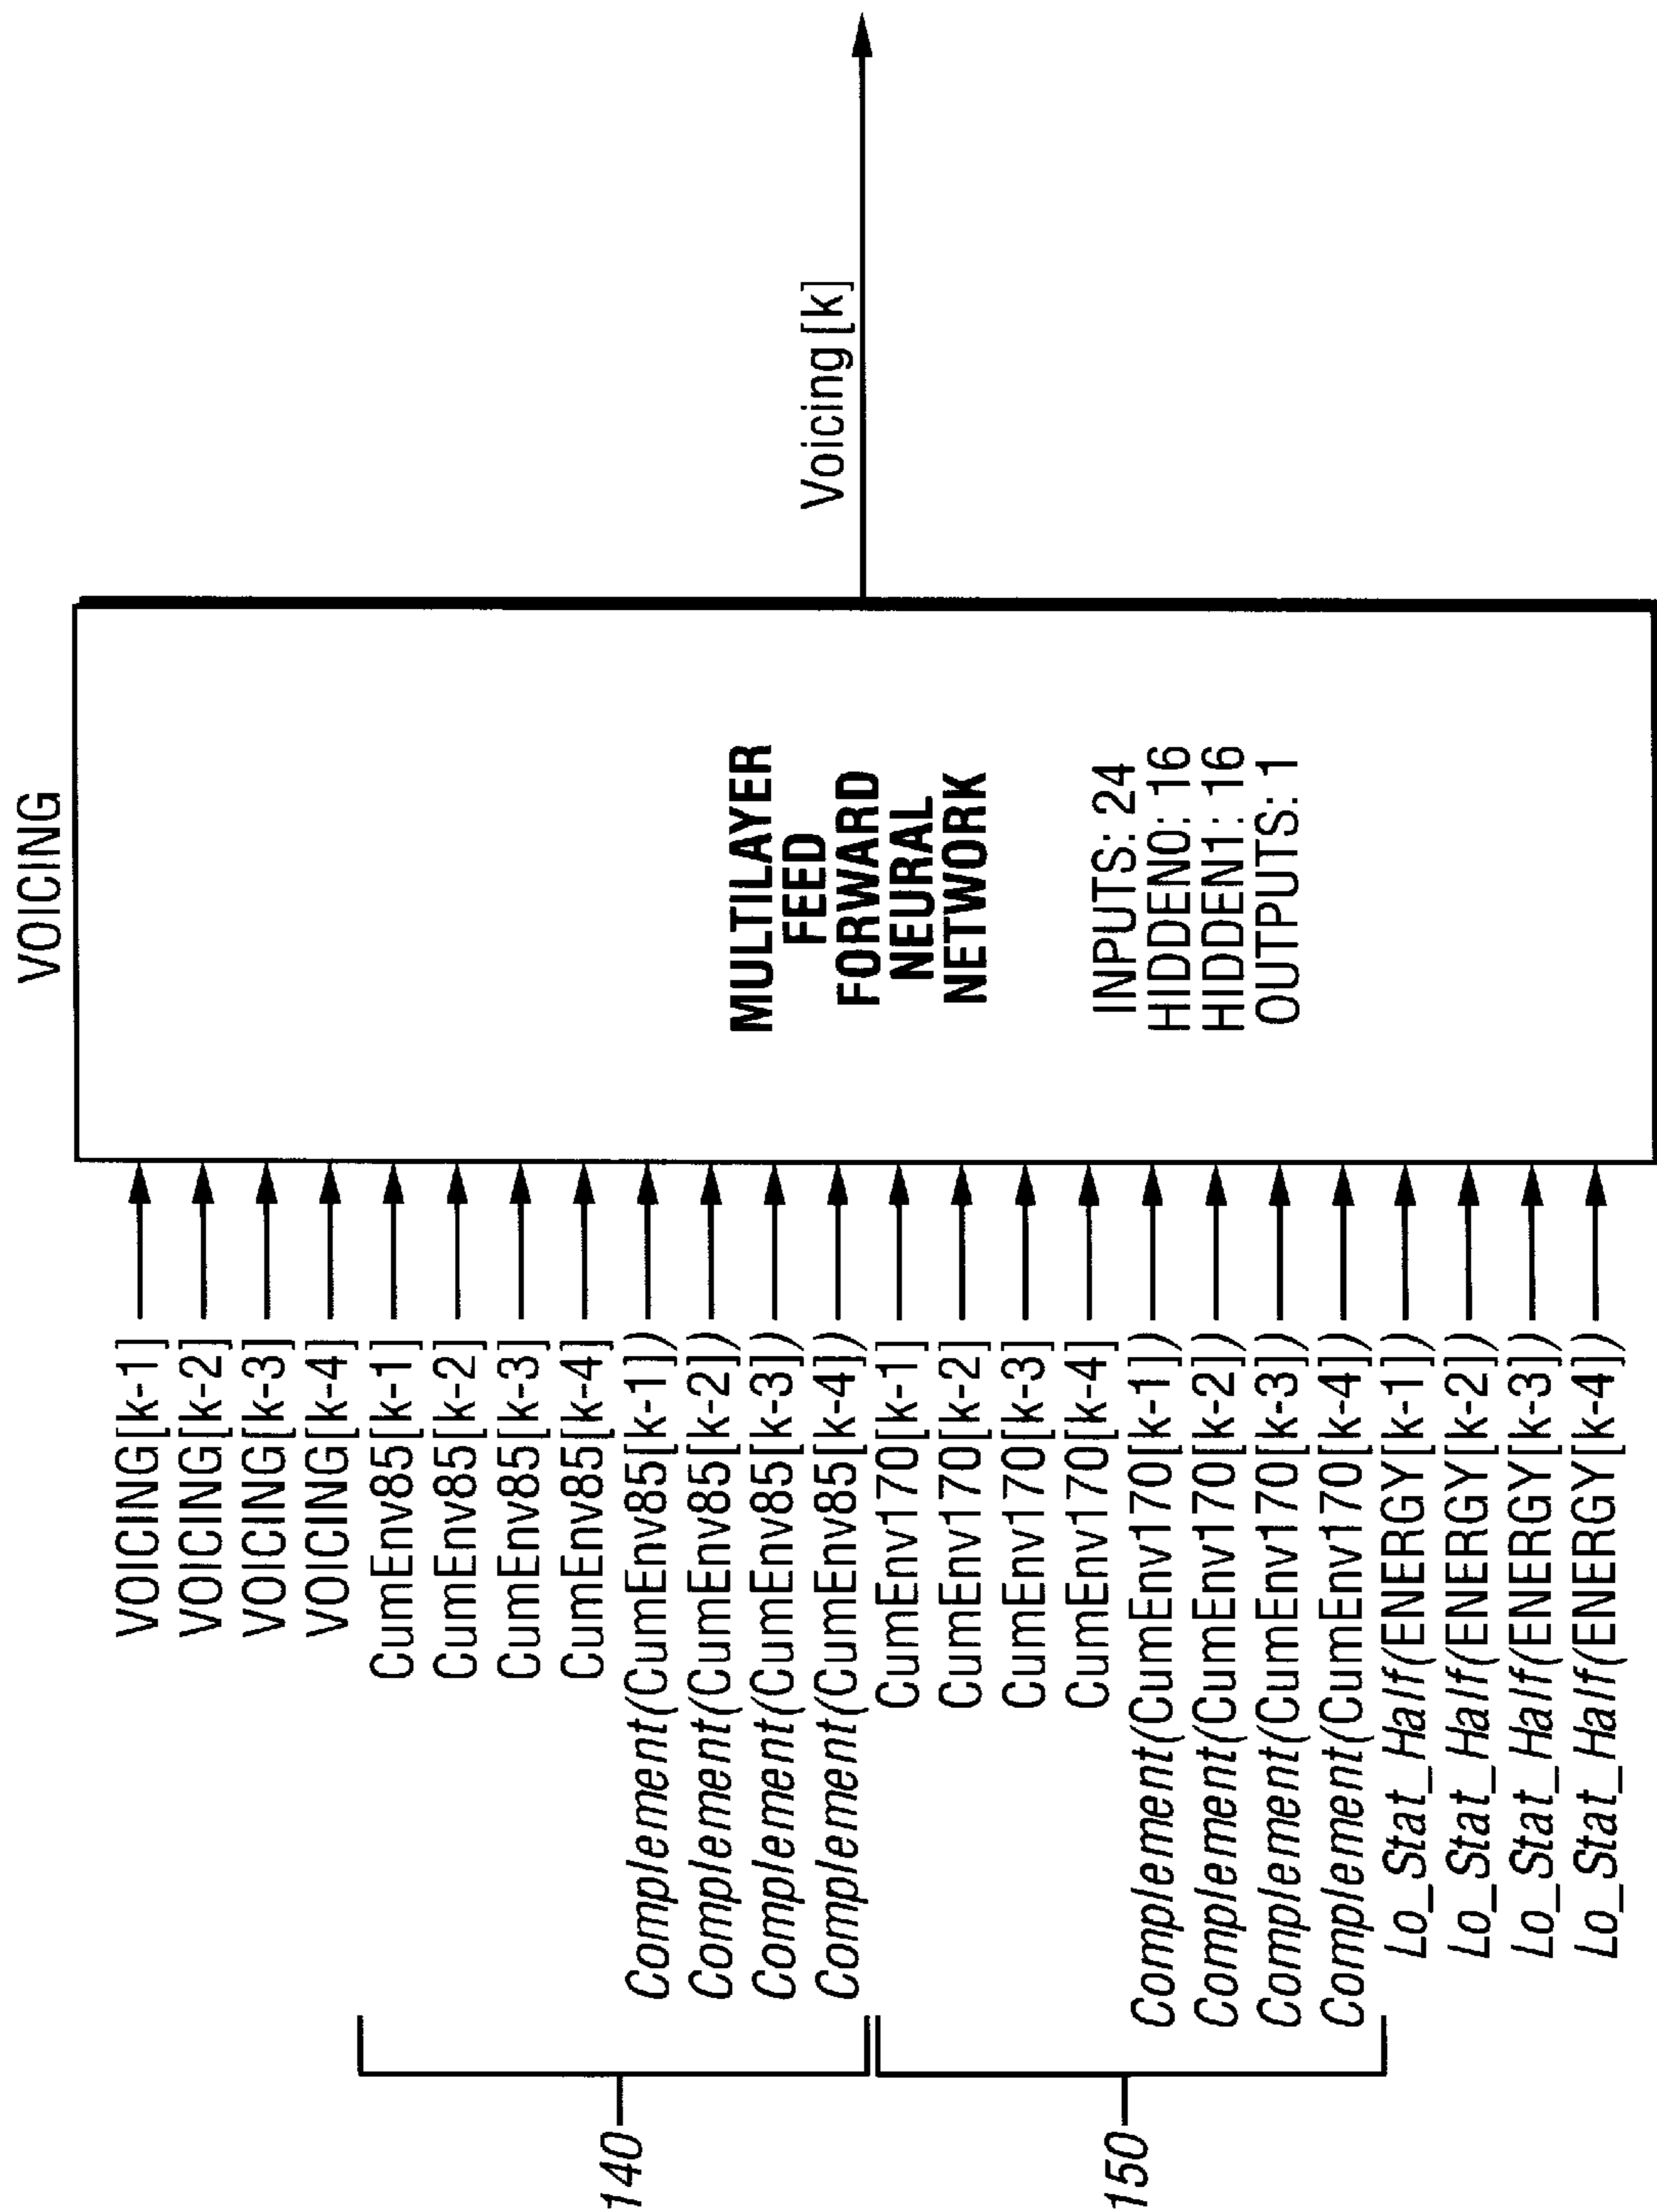 VOICING
VOICING[k-1]
VOICING[k-2]
VOICING[k-3]
VOICING[k-4]
CumEnv85[k-1]
CumEnv85[k-2]
CumEnv85[k-3]
CumEnv85[k-4]
Complement(CumEnv85[k-1])
Complement(CumEnv85[k-2])
Complement(CumEnv85[k-3])
Complement(CumEnv85[k-4])
CumEnv170[k-1]
CumEnv170[k-2]
CumEnv170[k-3]
CumEnv170[k-4]
Complement(CumEnv170[k-1])
Complement(CumEnv170[k-2])
Complement(CumEnv170[k-3])
Complement(CumEnv170[k-4])
Lo_Stat_Half(ENERGY[k-1])
Lo_Stat_Half(ENERGY[k-2])
Lo_Stat_Half(ENERGY[k-3])
Lo_Stat_Half(ENERGY[k-4])
140
150
MULTILAYER
FEED
FORWARD
NEURAL
NETWORK
INPUTS: 24
HIDDEN0: 16
HIDDEN1: 16
OUTPUTS: 1
Voicing [k]